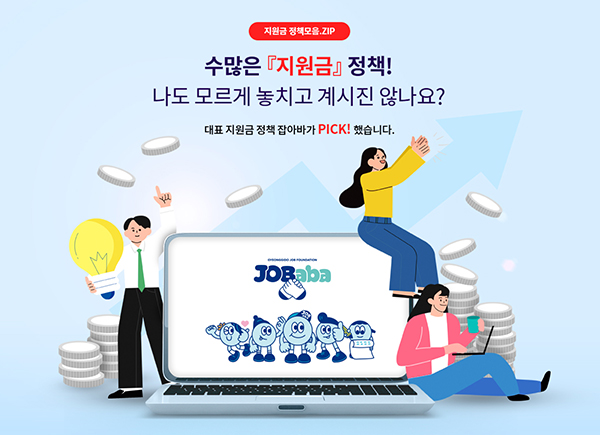 지원금 정책모음.ZIP
수많은 『지원금』 정책!
나도 모르게 놓치고 계시진 않나요?
대표 지원금 정책 잡아바가 PICK! 했습니다.
GYEONGGIDO JOB FOUNDATION
JOBaba